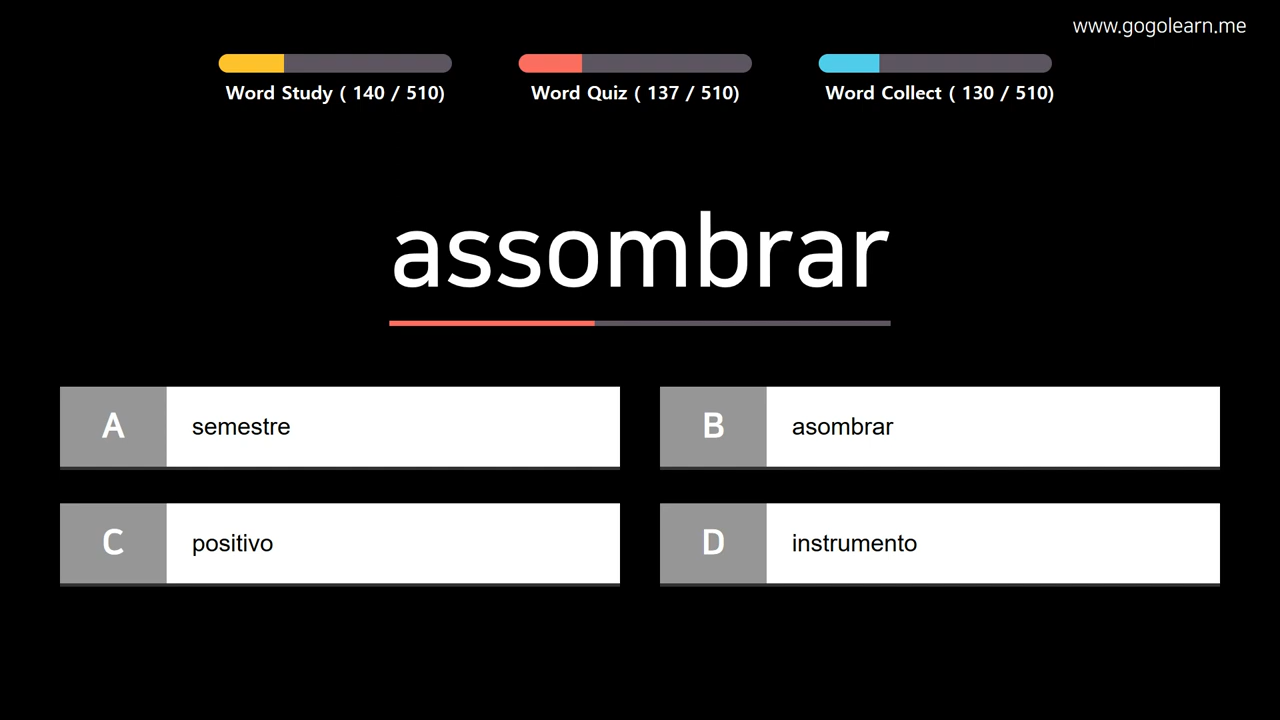 www.gogolearn.me
Word Study ( 140 / 510)
Word Quiz ( 137 / 510)
Word Collect ( 130 / 510)
assombrar
A semestre
B asombrar
C positivo
D instrumento